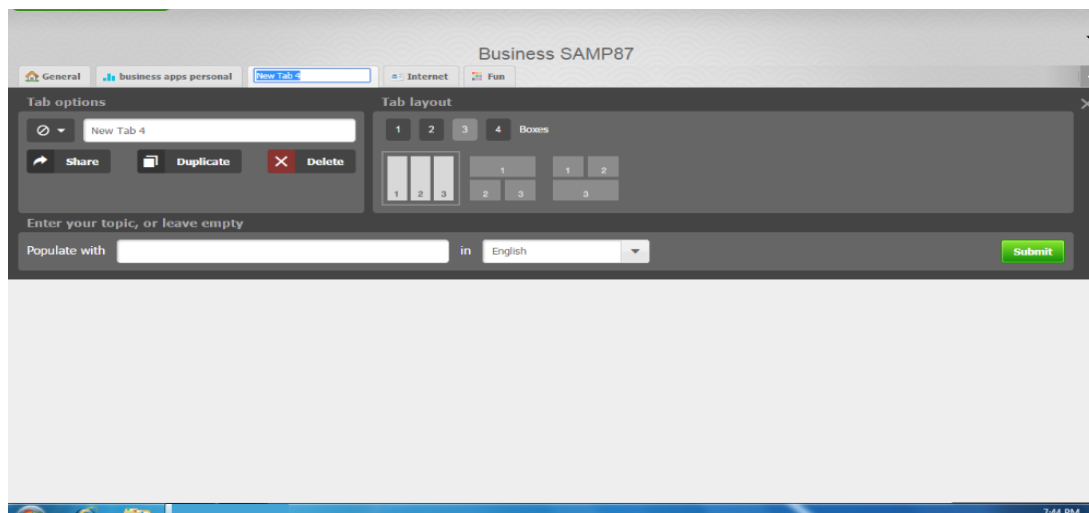 Business SAMP87
General business apps personal New Tab 4 Internet Fun
Tab options Tab layout
New Tab 4 1 2 3 4 Boxes
Share Duplicate Delete
1 2 3 1 2 3 1 2 3
Enter your topic, or leave empty
Populate with in English Submit
7:44 PM